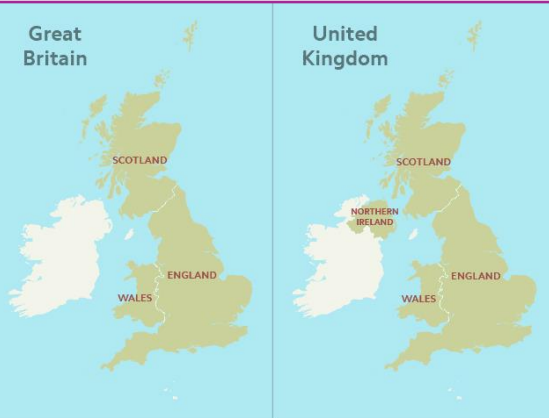 Great
Britain
SCOTLAND
ENGLAND
WALES
United
Kingdom
SCOTLAND
NORTHERN
IRELAND
ENGLAND
WALES